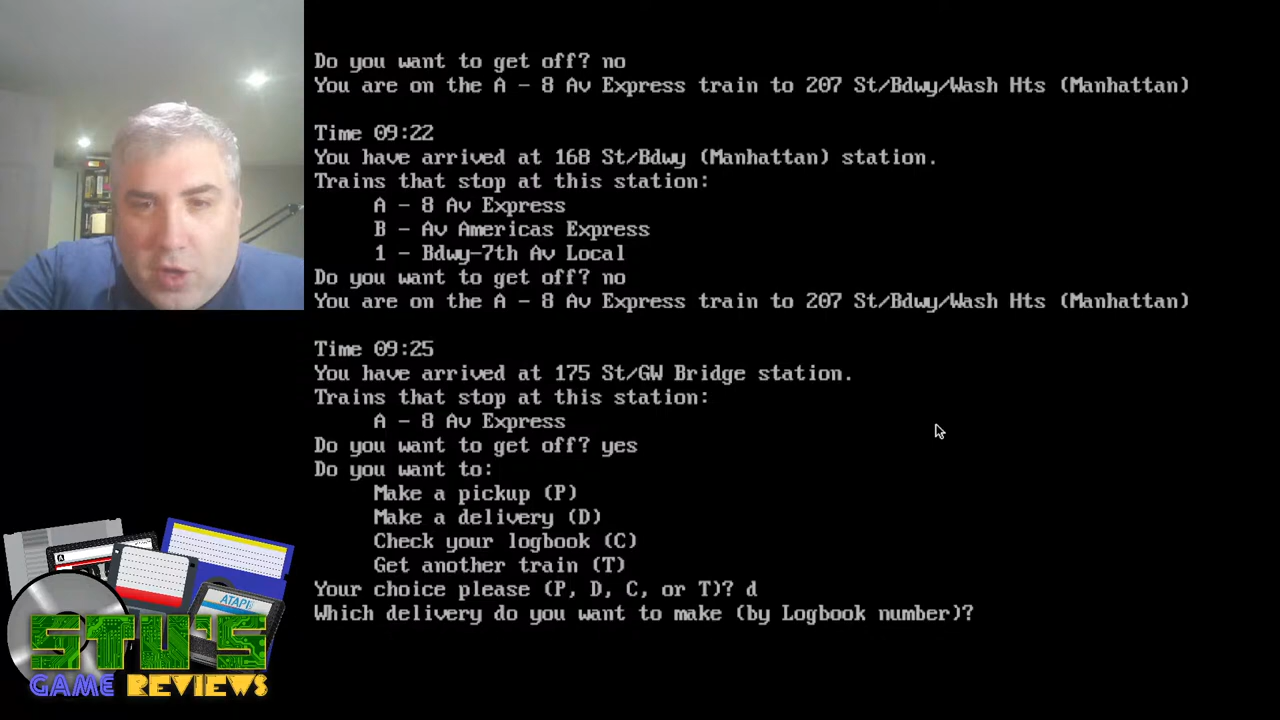 Do you want to get off? no
You are on the A - 8 Av Express train to 207 St/Bdwy/Wash Hts (Manhattan)
Time 09:22
You have arrived at 168 St/Bdwy (Manhattan) station.
Trains that stop at this station:
A - 8 Av Express
B - Av Americas Express
1 - Bdwy-7th Av Local
Do you want to get off? no
You are on the A - 8 Av Express train to 207 St/Bdwy/Wash Hts (Manhattan)
Time 09:25
You have arrived at 175 St/GW Bridge station.
Trains that stop at this station:
A - 8 Av Express
Do you want to get off? yes
Do you want to:
Make a pickup (P)
Make a delivery (D)
Check your logbook (C)
Get another train (T)
Your choice please (P, D, C, or T)? d
Which delivery do you want to make (by Logbook number)?
A
ATAPI
STU'S
GAME REVIEWS